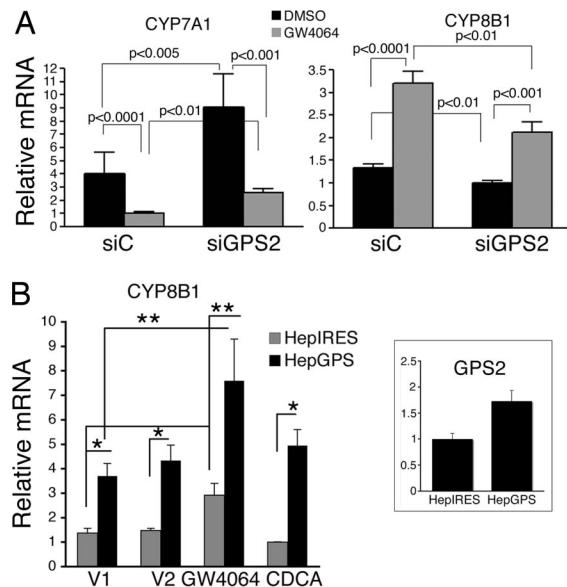 A
CYP7A1
DMSO
GW4064
CYP8B1
Relative mRNA
p<0.005
p<0.001
p<0.0001
p<0.01
12
11
10
9
8
7
6
5
4
3
2
1
0
siC
siGPS2
p<0.0001
p<0.01
p<0.01
p<0.001
3.5
3
2.5
2
1.5
1
0.5
0
siC
siGPS2
B
CYP8B1
HepIRES
HepGPS
Relative mRNA
**
**
*
*
*
10
9
8
7
6
5
4
3
2
1
0
V1 V2 GW4064 CDCA
GPS2
2.5
2
1.5
1
0.5
0
HepIRES HepGPS